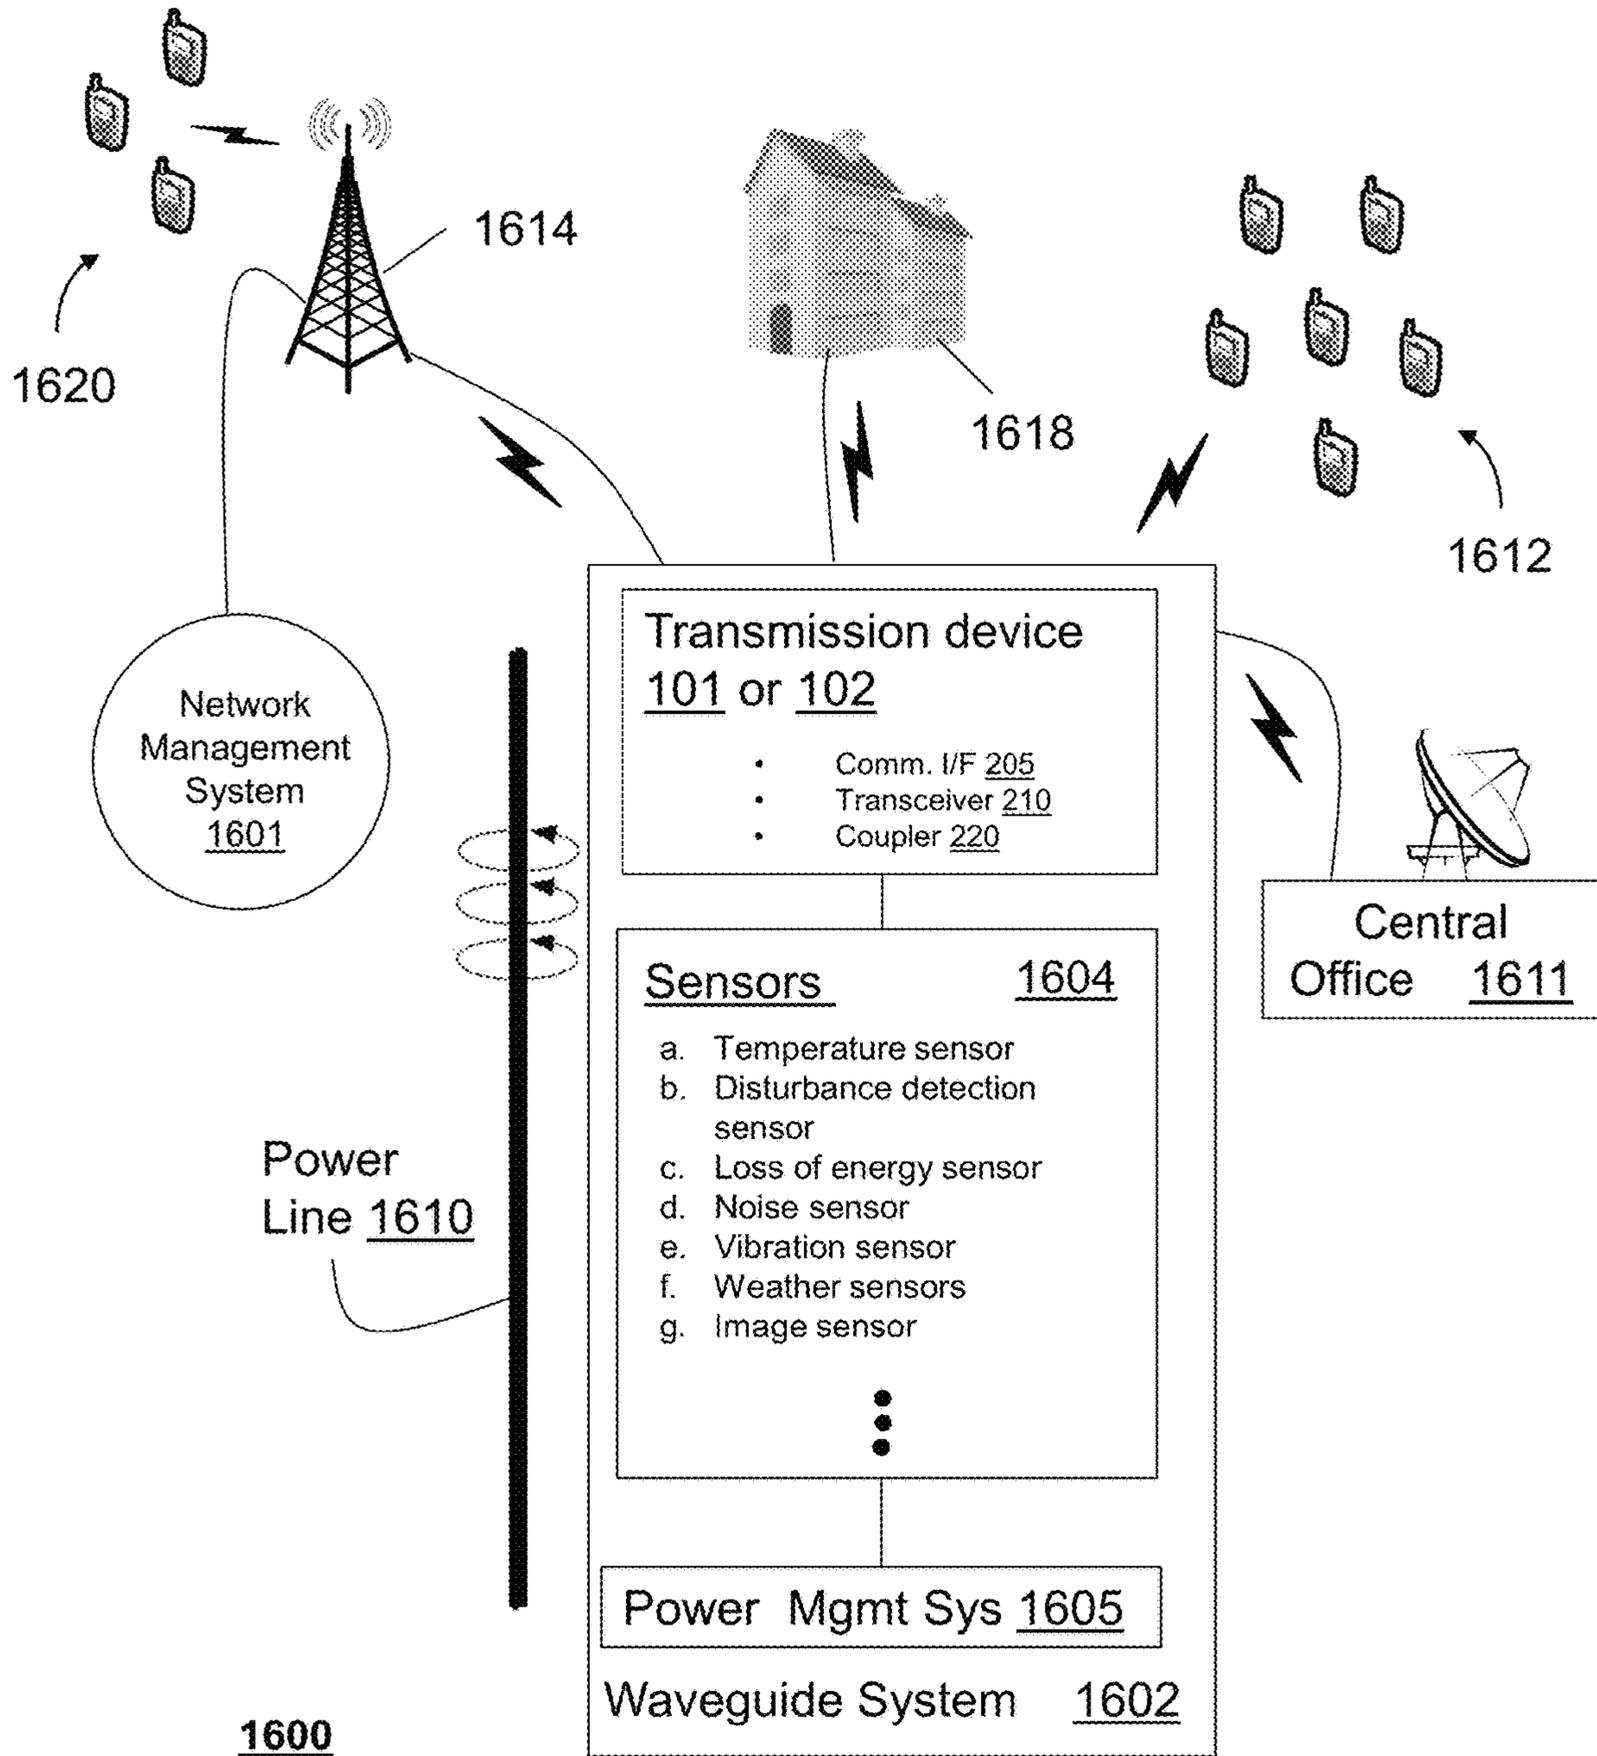 1614
1620
1618
1612
Network
Management
System
1601
Transmission device
101 or 102
• Comm. I/F 205
• Transceiver 210
• Coupler 220
Central
Office 1611
Sensors 1604
a. Temperature sensor
b. Disturbance detection
sensor
c. Loss of energy sensor
d. Noise sensor
e. Vibration sensor
f. Weather sensors
g. Image sensor
Power
Line 1610
Power Mgmt Sys 1605
Waveguide System 1602
1600